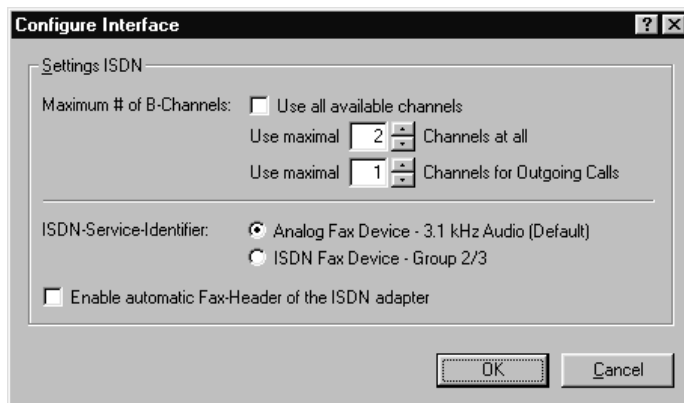 Configure Interface
Settings ISDN
Maximum # of B-Channels: Use all available channels
Use maximal 2 Channels at all
Use maximal 1 Channels for Outgoing Calls
ISDN-Service-Identifier: Analog Fax Device - 3.1 kHz Audio (Default)
ISDN Fax Device - Group 2/3
Enable automatic Fax-Header of the ISDN adapter
OK Cancel